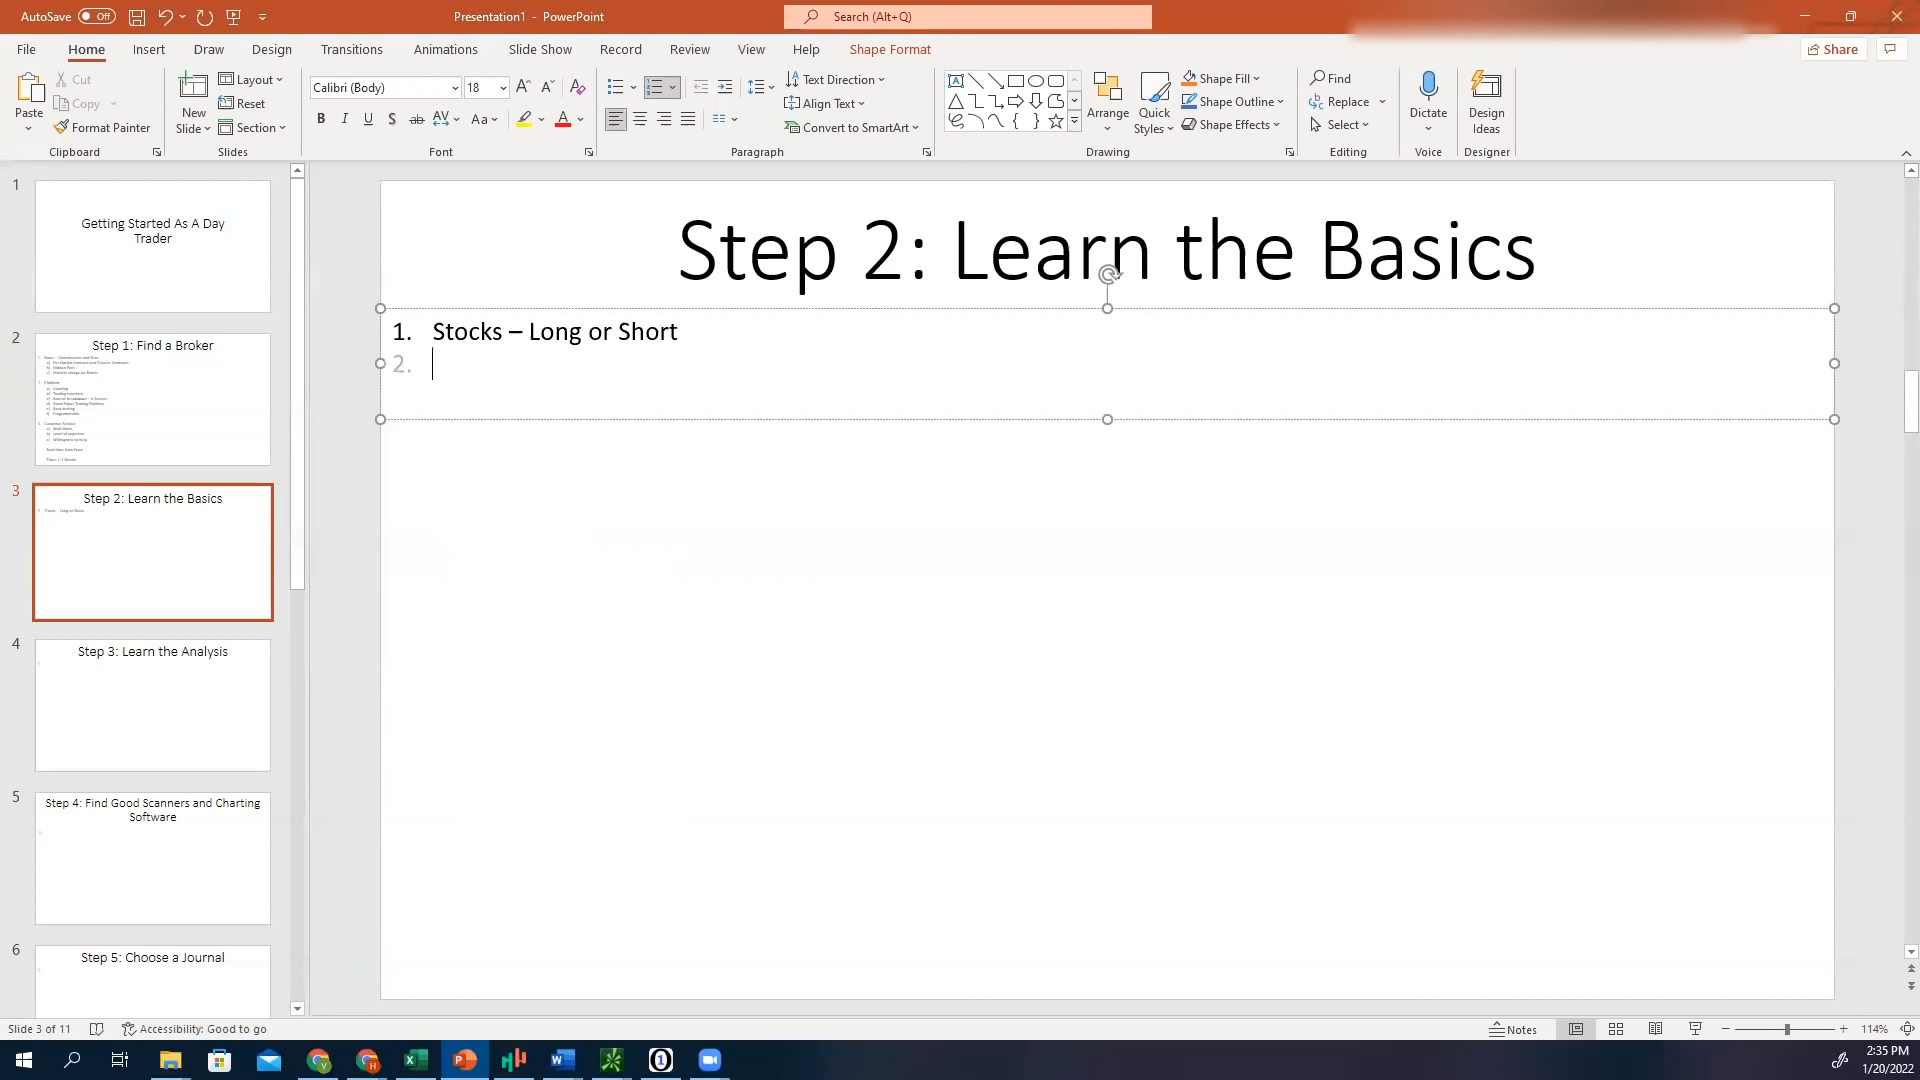 AutoSave Off
Presentation1 - PowerPoint
Search (Alt+Q)
File Home Insert Draw Design Transitions Animations Slide Show Record Review View Help Shape Format
Share
Paste
Cut
Copy
Format Painter
Clipboard
New
Slide
Layout
Reset
Section
Slides
Calibri (Body) 18
B I U S ab AV Aa A
Font
Paragraph
Text Direction
Align Text
Convert to SmartArt
Arrange
Quick
Styles
Shape Fill
Shape Outline
Shape Effects
Drawing
Find
Replace
Select
Editing
Dictate
Voice
Design
Ideas
Designer
1
Getting Started As A Day
Trader
2
Step 1: Find a Broker
3
Step 2: Learn the Basics
4
Step 3: Learn the Analysis
5
Step 4: Find Good Scanners and Charting
Software
6
Step 5: Choose a Journal
Step 2: Learn the Basics
1. Stocks – Long or Short
2.
Slide 3 of 11
Accessibility: Good to go
Notes
114%
2:35 PM
1/20/2022